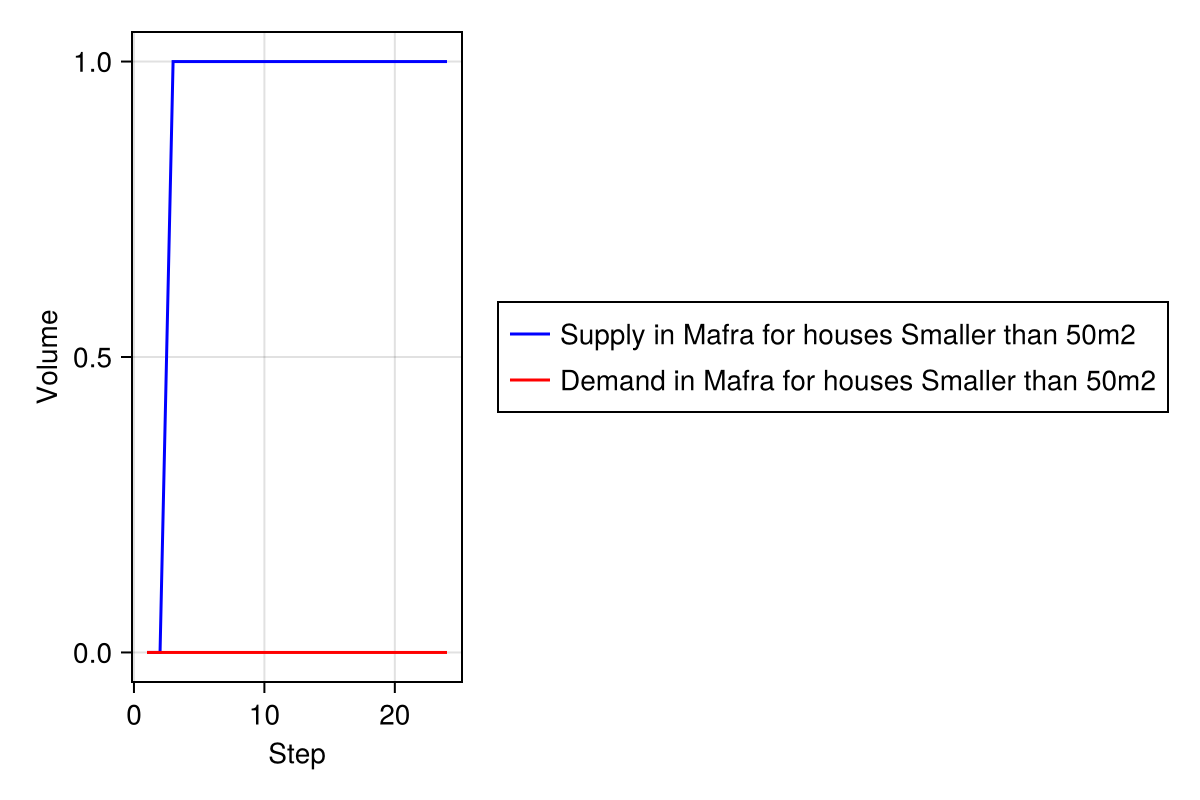 1.0
0.5
0.0
Volume
0
10
20
Step
Supply in Mafra for houses Smaller than 50m2
Demand in Mafra for houses Smaller than 50m2